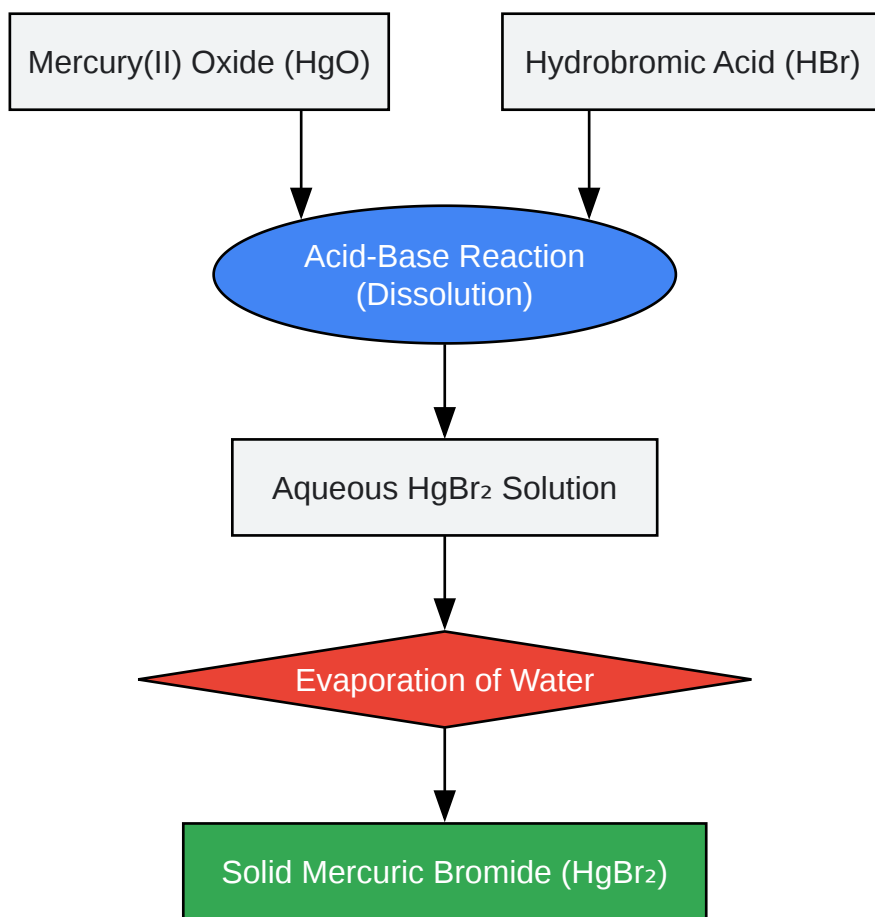 Mercury(II) Oxide (HgO)
Hydrobromic Acid (HBr)
Acid-Base Reaction
(Dissolution)
Aqueous HgBr₂ Solution
Evaporation of Water
Solid Mercuric Bromide (HgBr₂)